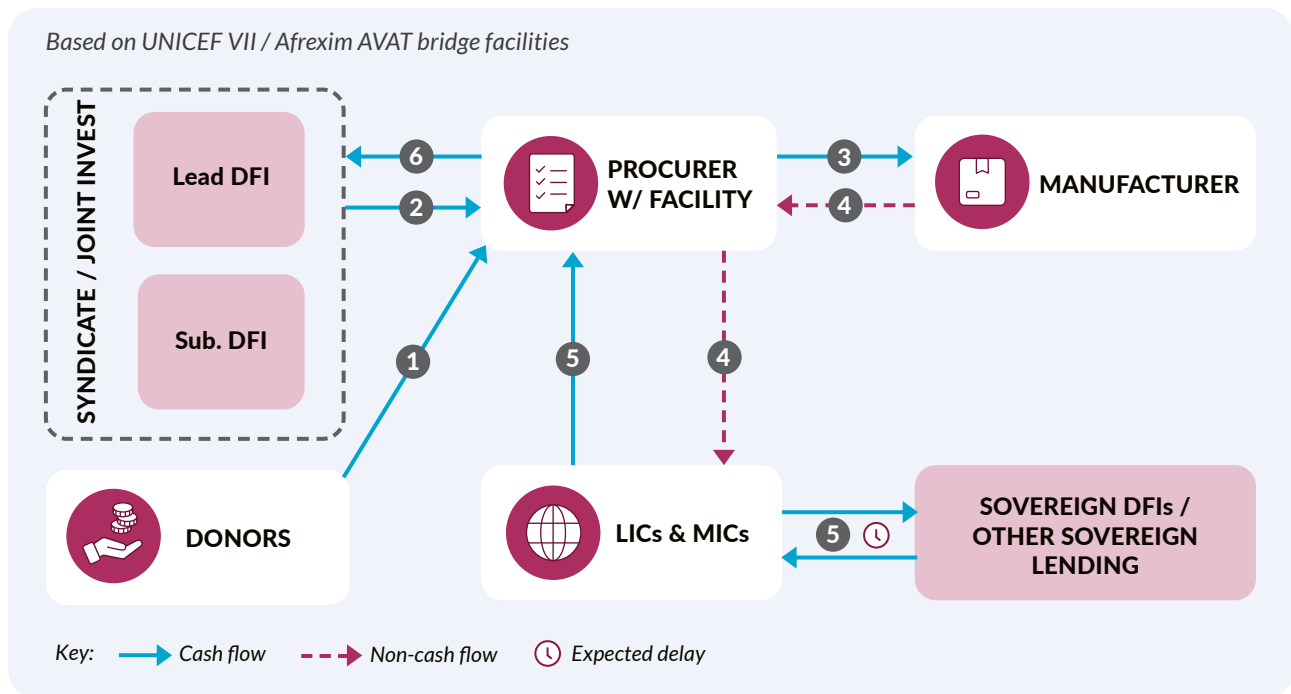 Based on UNICEF VII / Afrexim AVAT bridge facilities
SYNDICATE / JOINT INVEST
Lead DFI
Sub. DFI
6
2
PROCURER
W/ FACILITY
3
4
MANUFACTURER
1
5
4
DONORS
LICs & MICs
5
SOVEREIGN DFIs /
OTHER SOVEREIGN
LENDING
Key:
Cash flow
Non-cash flow
Expected delay